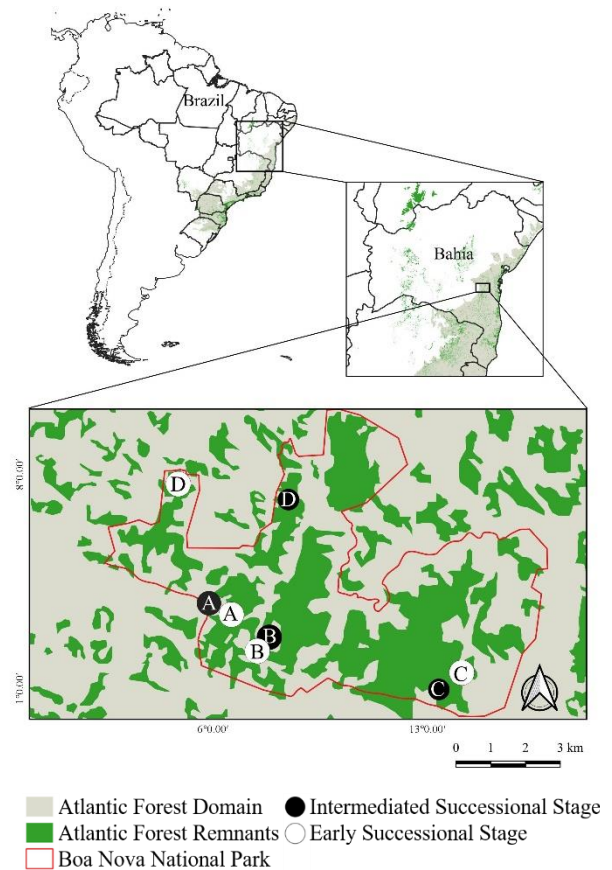 Brazil
Bahia
8°0.00'
D
D
A
A
B
B
C
C
1°0.00'
6°0.00'
13°0.00'
0 1 2 3 km
Atlantic Forest Domain
Intermediated Successional Stage
Atlantic Forest Remnants
Early Successional Stage
Boa Nova National Park